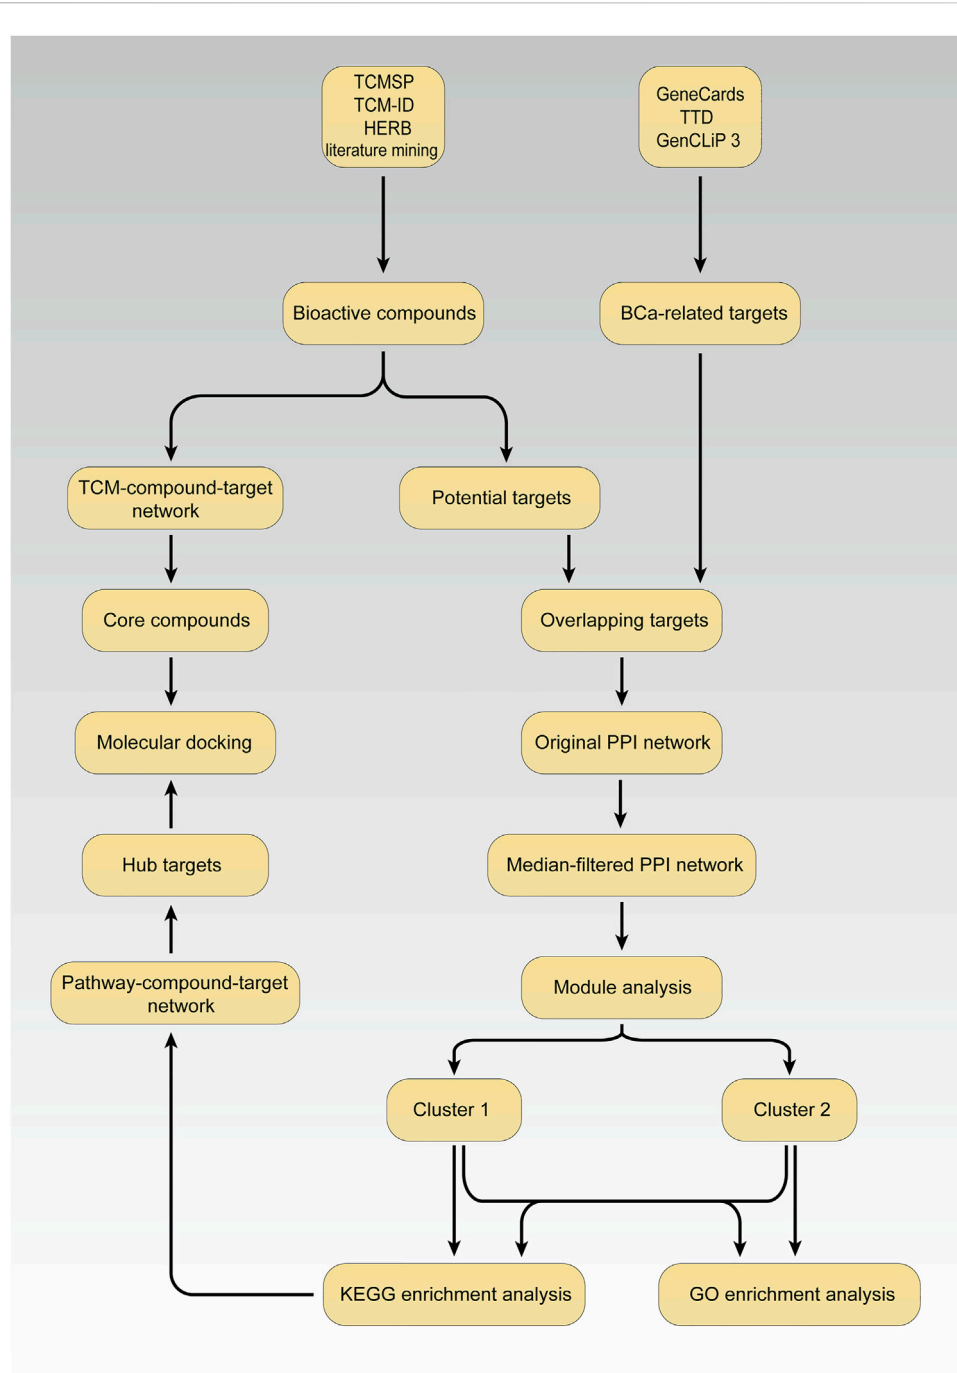 TCMSP
TCM-ID
HERB
literature mining
GeneCards
TTD
GenCLiP 3
Bioactive compounds
BCa-related targets
TCM-compound-target
network
Potential targets
Core compounds
Overlapping targets
Molecular docking
Original PPI network
Hub targets
Median-filtered PPI network
Pathway-compound-target
network
Module analysis
Cluster 1
Cluster 2
KEGG enrichment analysis
GO enrichment analysis